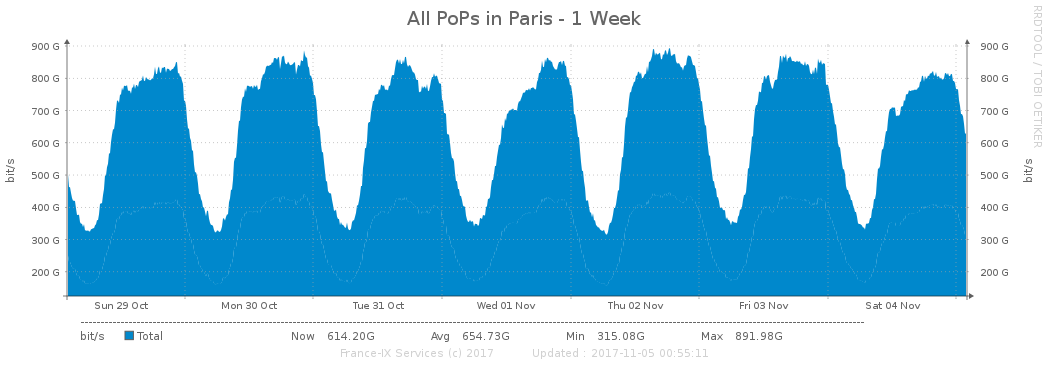 All PoPs in Paris - 1 Week
RRDTOOL / TOBI OETIKER
900 G 900 G
800 G 800 G
700 G 700 G
600 G 600 G
500 G 500 G
400 G 400 G
300 G 300 G
200 G 200 G
bit/s bit/s
Sun 29 Oct Mon 30 Oct Tue 31 Oct Wed 01 Nov Thu 02 Nov Fri 03 Nov Sat 04 Nov
bit/s Total Now 614.20G Avg 654.73G Min 315.08G Max 891.98G
France-IX Services (c) 2017 Updated : 2017-11-05 00:55:11